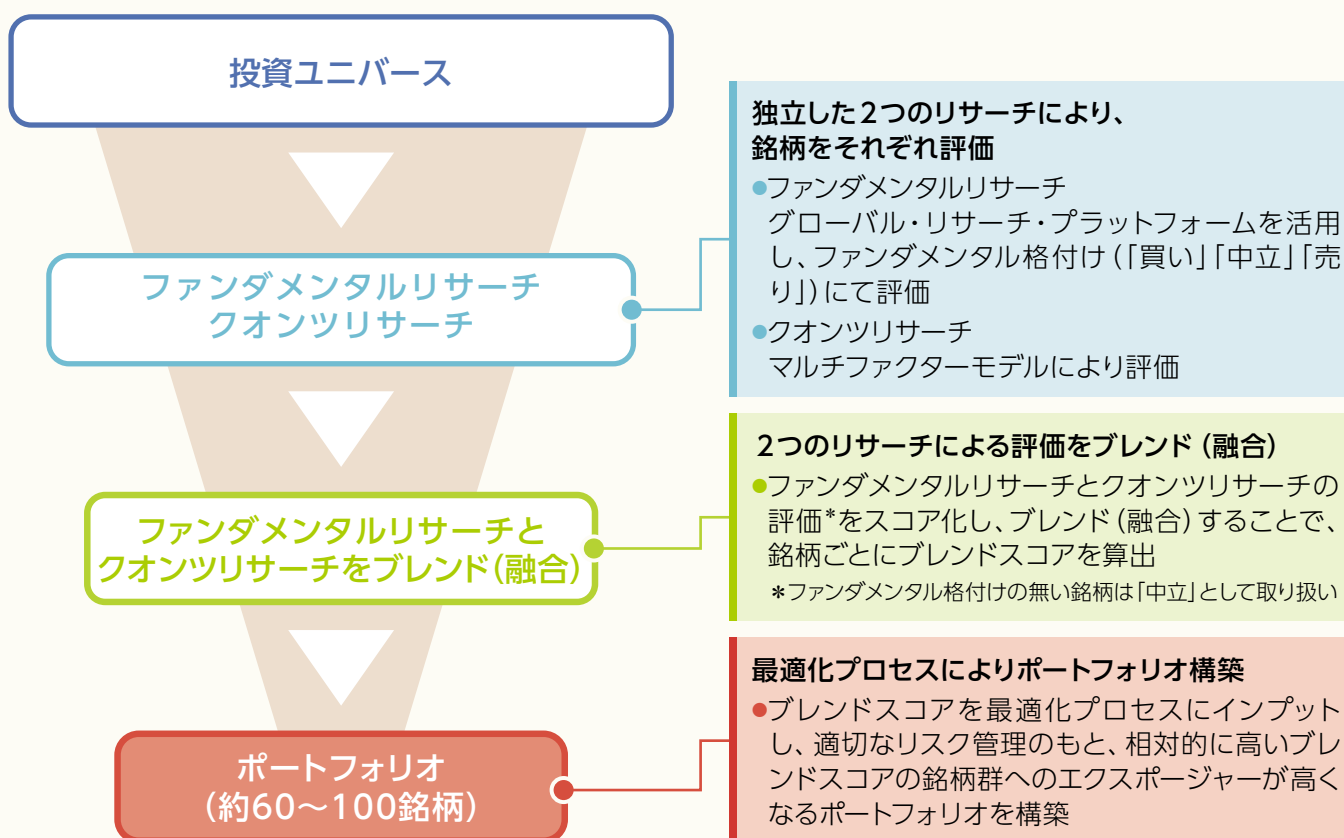 投資ユニバース
ファンダメンタルリサーチ
クオンツリサーチ
ファンダメンタルリサーチと
クオンツリサーチをブレンド(融合)
ポートフォリオ
(約60～100銘柄)
独立した2つのリサーチにより、
銘柄をそれぞれ評価
●ファンダメンタルリサーチ
グローバル・リサーチ・プラットフォームを活用
し、ファンダメンタル格付け(「買い」「中立」「売
り」)にて評価
●クオンツリサーチ
マルチファクターモデルにより評価
2つのリサーチによる評価をブレンド(融合)
●ファンダメンタルリサーチとクオンツリサーチの
評価*をスコア化し、ブレンド(融合)することで、
銘柄ごとにブレンドスコアを算出
*ファンダメンタル格付けの無い銘柄は「中立」として取り扱い
最適化プロセスによりポートフォリオ構築
●ブレンドスコアを最適化プロセスにインプット
し、適切なリスク管理のもと、相対的に高いブレ
ンドスコアの銘柄群へのエクスポージャーが高く
なるポートフォリオを構築